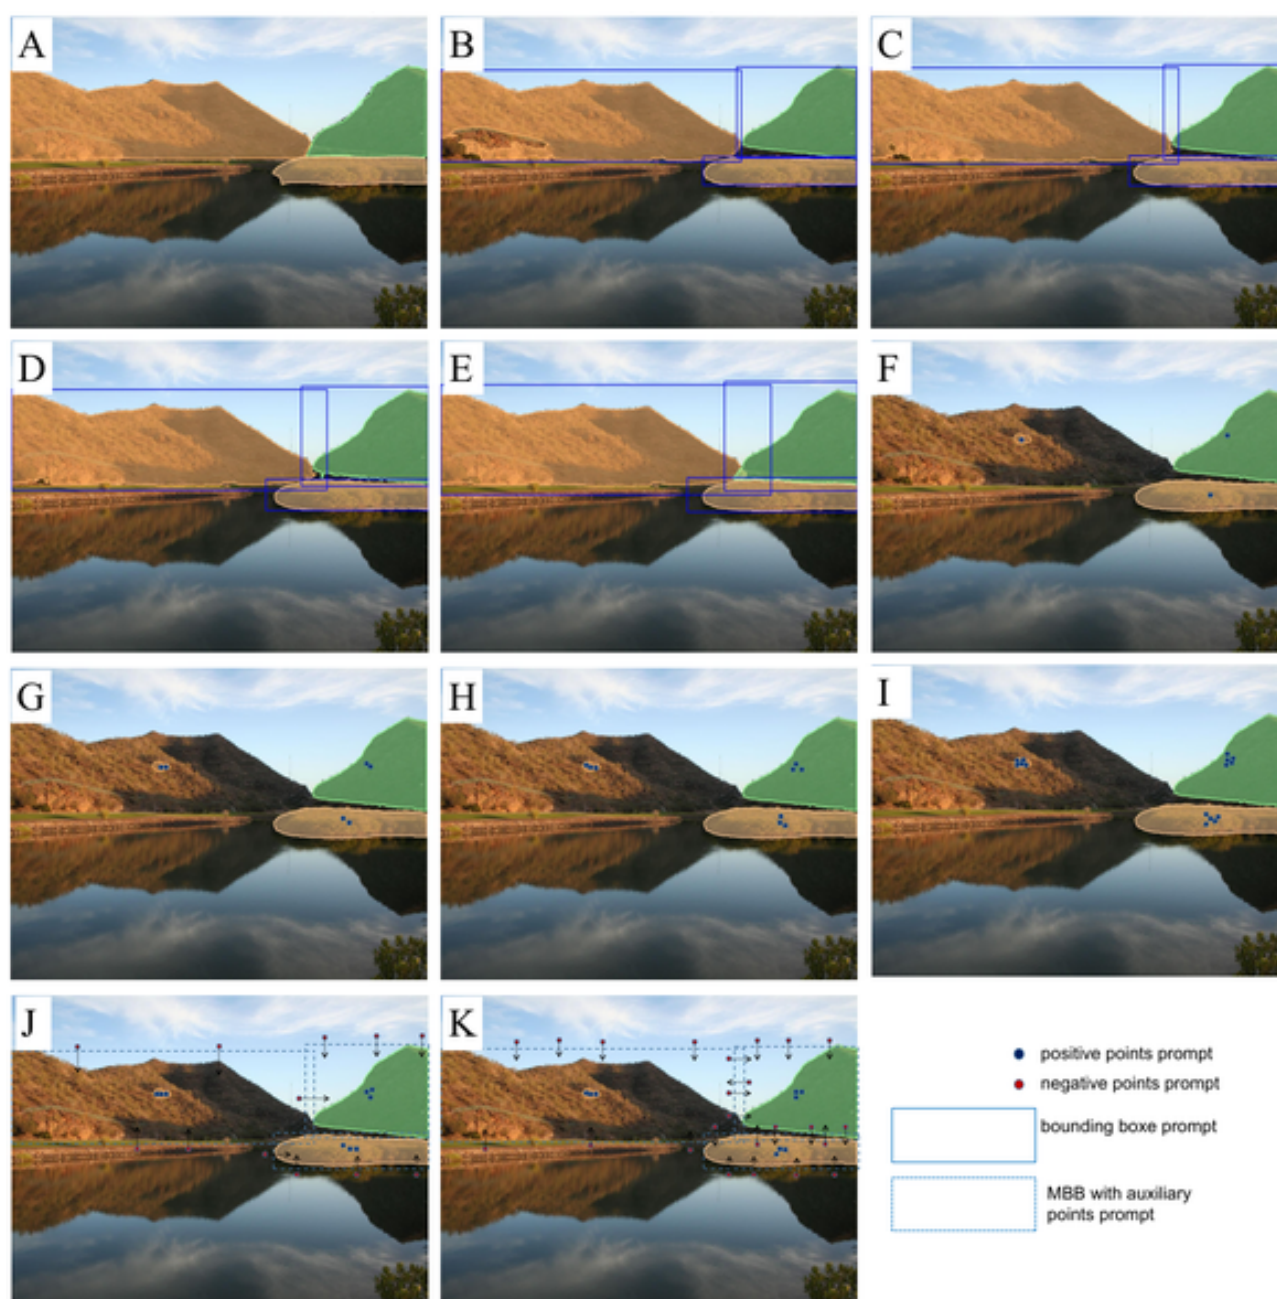 A
B
C
D
E
F
G
H
I
J
K
positive points prompt
negative points prompt
bounding boxe prompt
MBB with auxiliary
points prompt